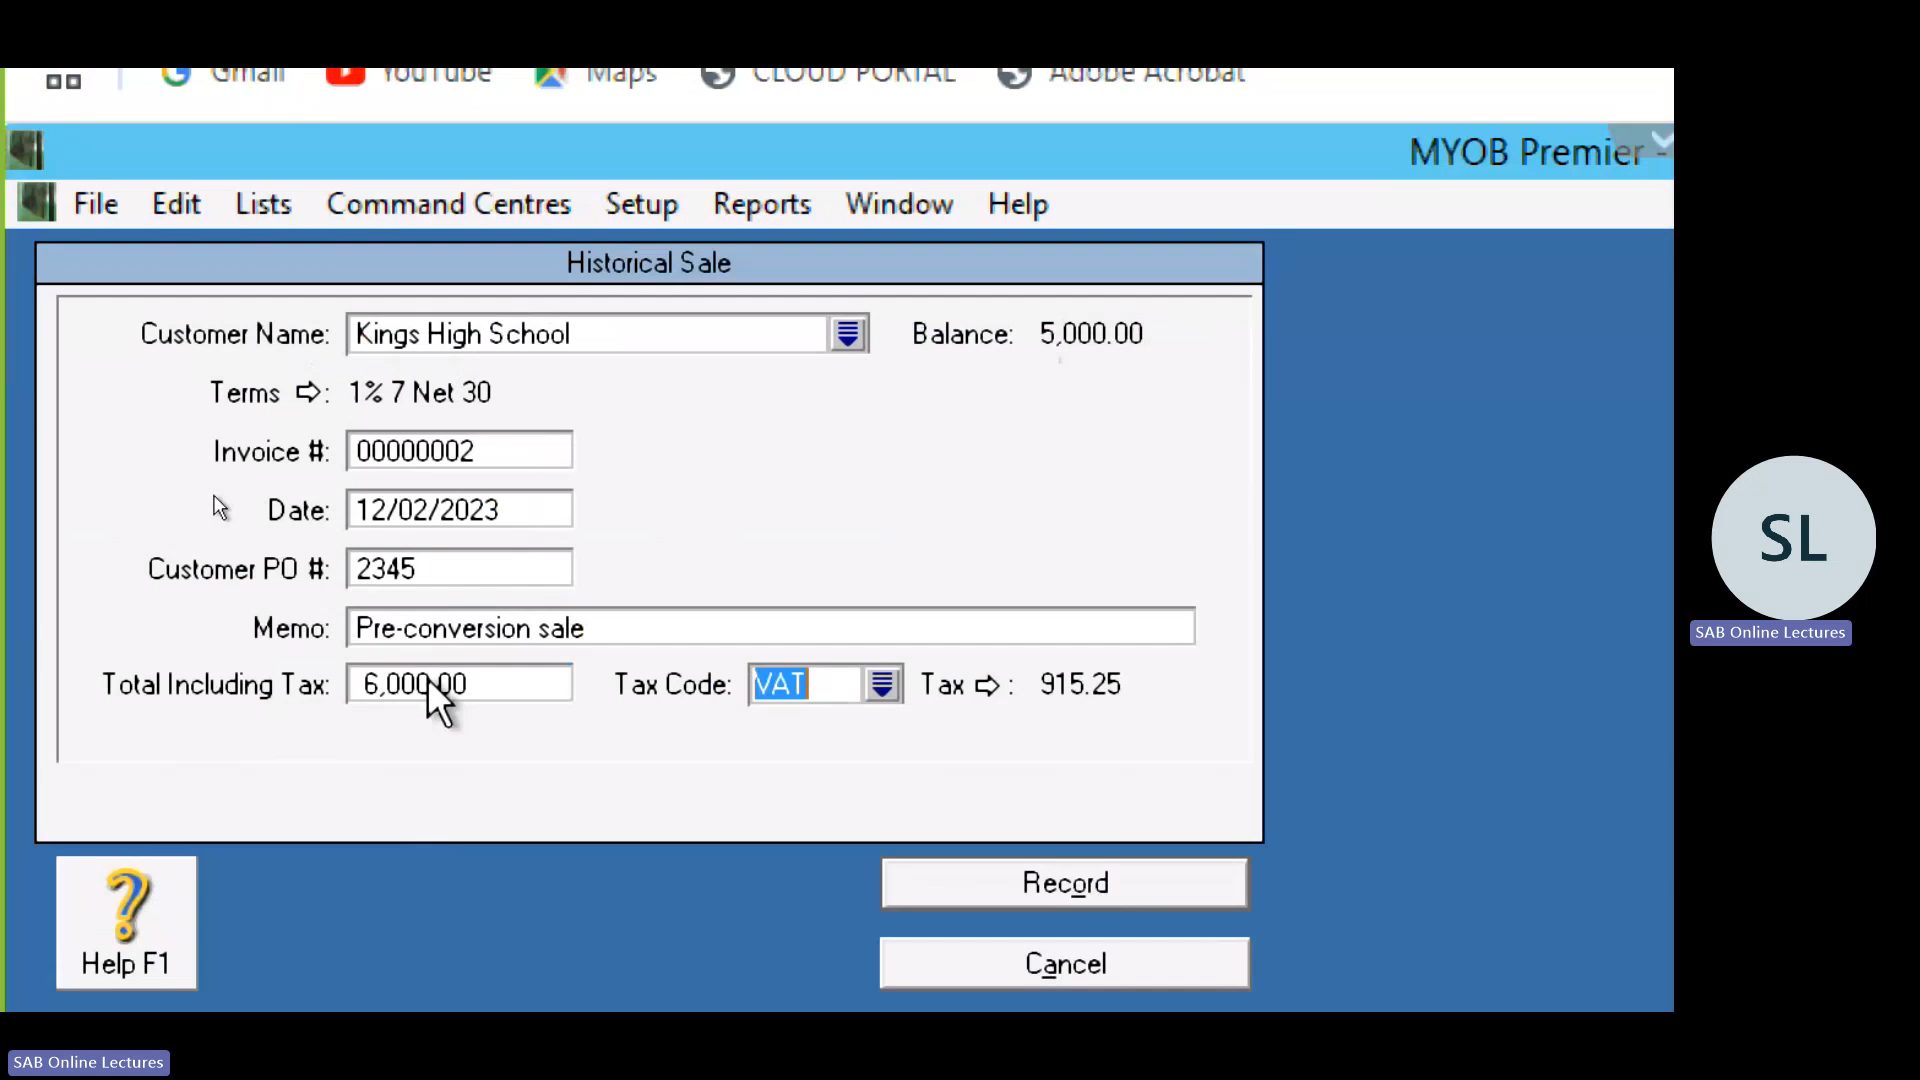 Gmail YouTube Maps CLOUD PORTAL Adobe Acrobat
MYOB Premier -
File Edit Lists Command Centres Setup Reports Window Help
Historical Sale
Customer Name: Kings High School Balance: 5,000.00
Terms : 1% 7 Net 30
Invoice #: 00000002
Date: 12/02/2023
Customer PO #: 2345
Memo: Pre-conversion sale
Total Including Tax: 6,000.00 Tax Code: VAT Tax : 915.25
Record
Help F1
Cancel
SL
SAB Online Lectures
SAB Online Lectures